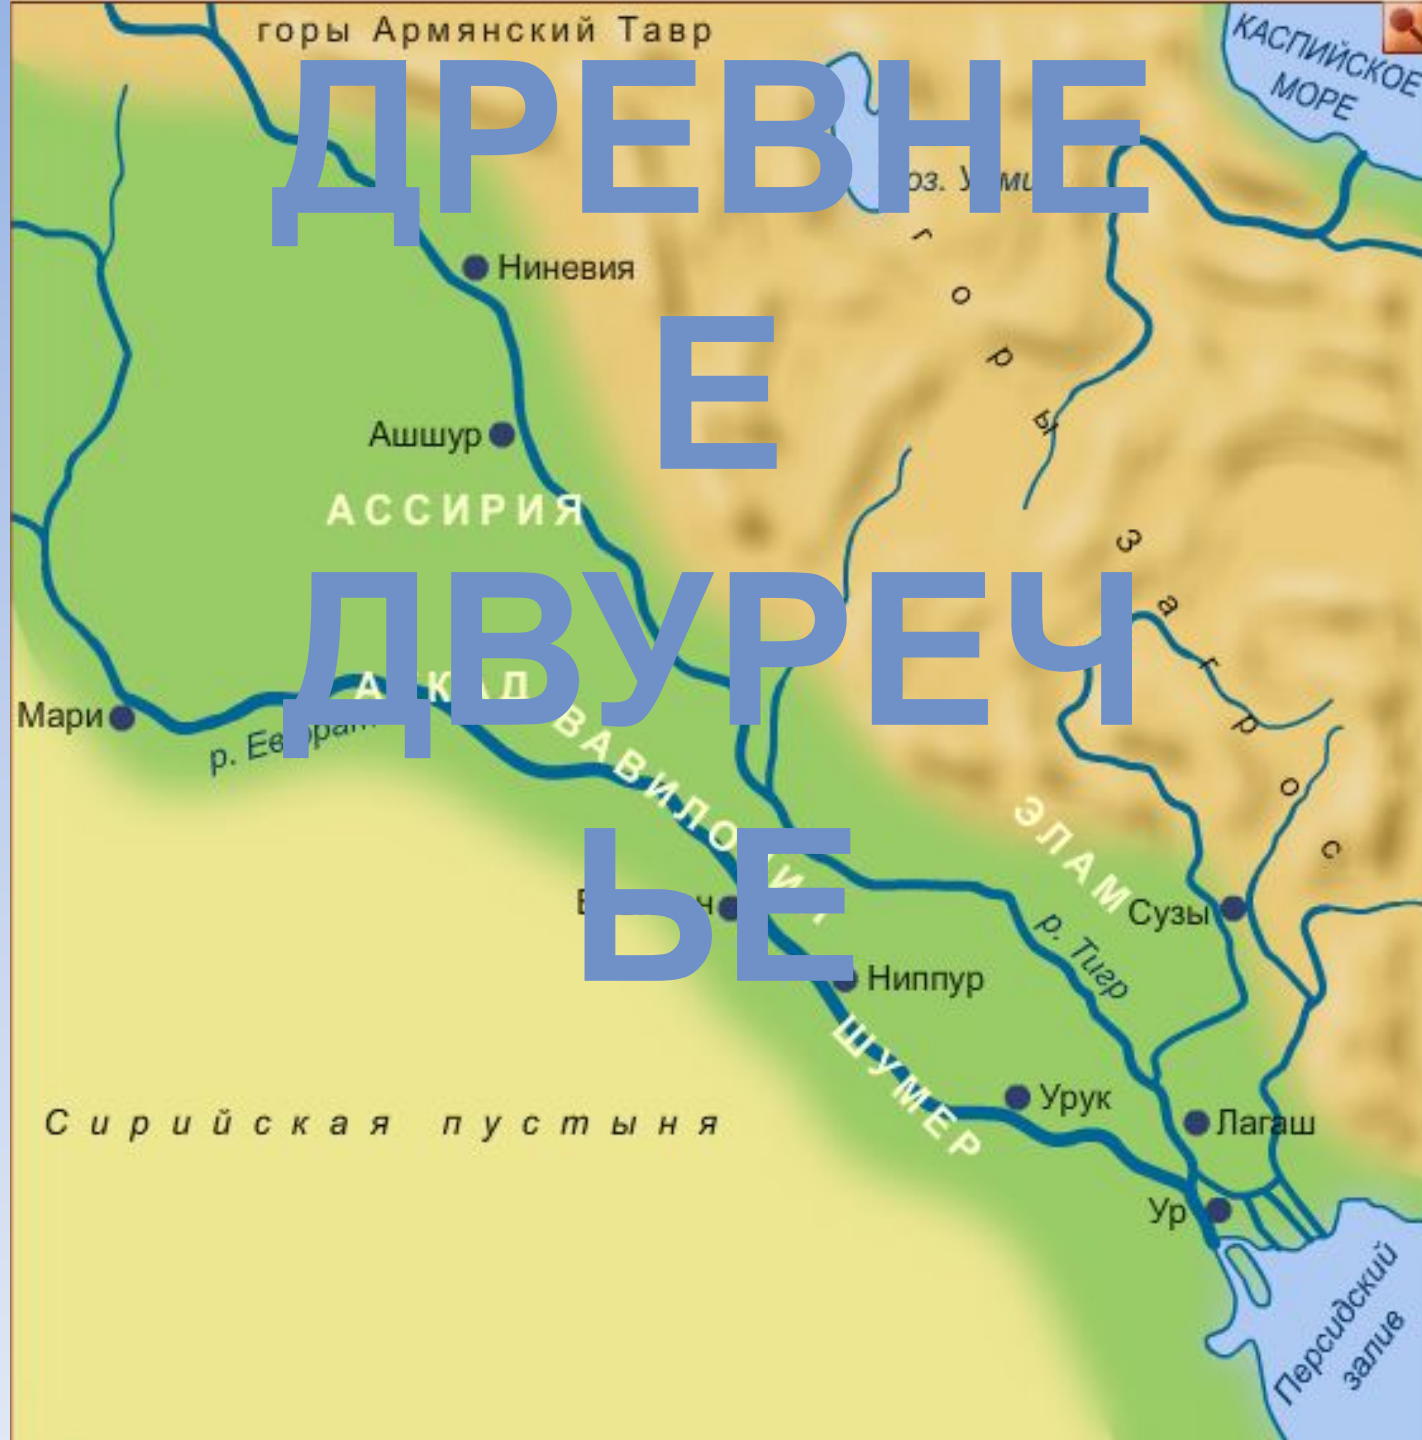 горы Армянский Тавр
КАСПИЙСКОЕ
МОРЕ
ДРЕВНЕ
оз.
Ниневия
горы
Е
Ашшур
АССИРИЯ
Загрос
ДВУРЕЧ
Мари
р.
ЭЛАМ
Сузы
ЬЕ
р. Тигр
Ниппур
ШУМЕР
Урук
Сирийская пустыня
Лагаш
Ур
Персидский
залив